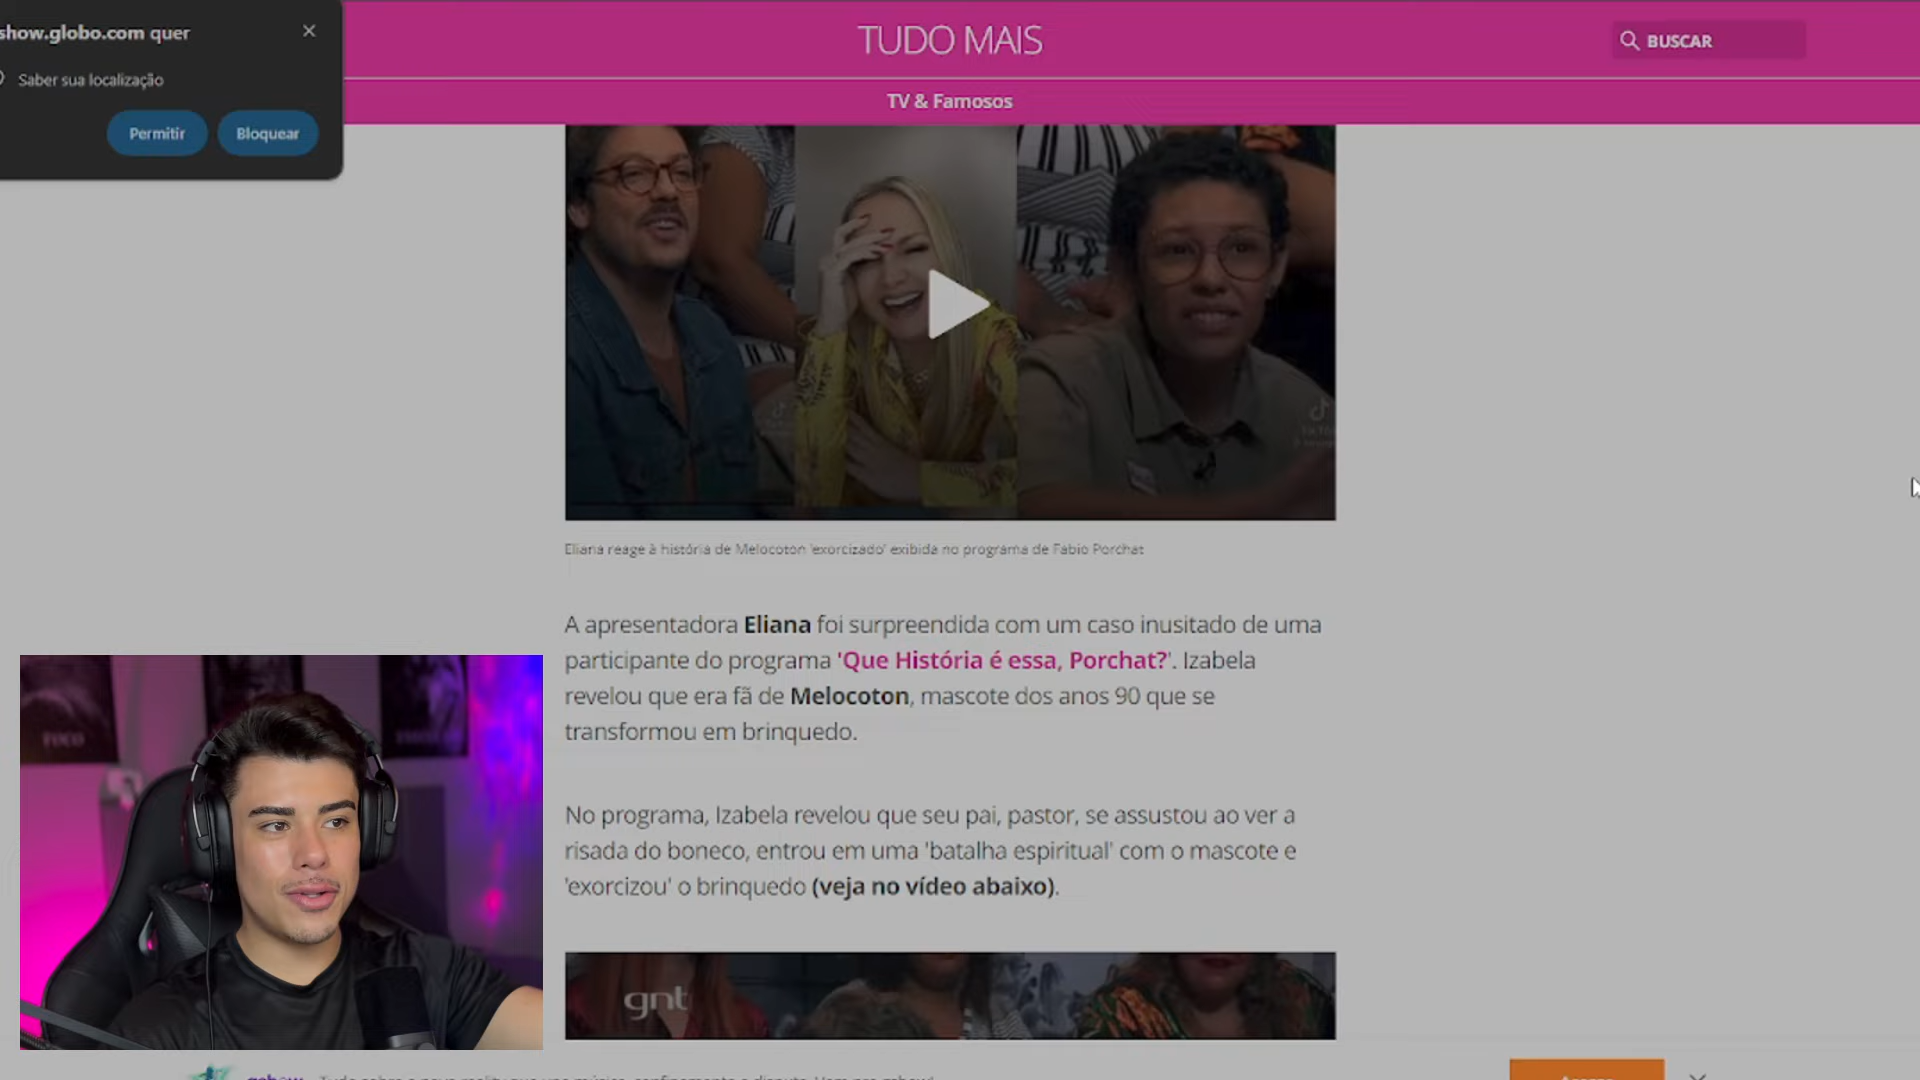 show.globo.com quer
Saber sua localização
Permitir
Bloquear
TUDO MAIS
BUSCAR
TV & Famosos
Eliana reage à história de Melocoton 'exorcizado' exibida no programa de Fabio Porchat
A apresentadora Eliana foi surpreendida com um caso inusitado de uma
participante do programa 'Que História é essa, Porchat?'. Izabela
revelou que era fã de Melocoton, mascote dos anos 90 que se
transformou em brinquedo.
No programa, Izabela revelou que seu pai, pastor, se assustou ao ver a
risada do boneco, entrou em uma 'batalha espiritual' com o mascote e
'exorcizou' o brinquedo (veja no vídeo abaixo).
gnt
FOCO